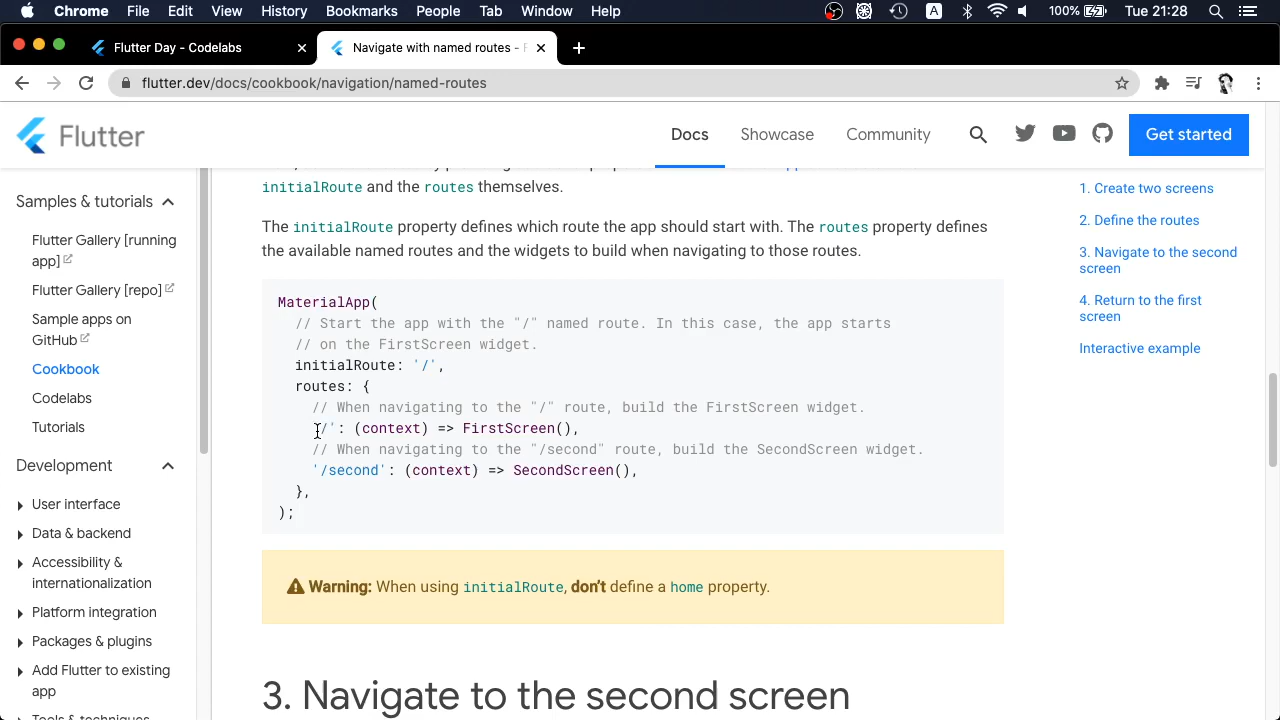 Chrome File Edit View History Bookmarks People Tab Window Help
A 100% Tue 21:28
Flutter Day - Codelabs
Navigate with named routes -
flutter.dev/docs/cookbook/navigation/named-routes
Flutter
Docs Showcase Community Get started
Samples & tutorials
Flutter Gallery [running
app]
Flutter Gallery [repo]
Sample apps on
GitHub
Cookbook
Codelabs
Tutorials
Development
User interface
Data & backend
Accessibility &
internationalization
Platform integration
Packages & plugins
Add Flutter to existing
app
Tools & techniques
initialRoute and the routes themselves.
The initialRoute property defines which route the app should start with. The routes property defines
the available named routes and the widgets to build when navigating to those routes.
MaterialApp(
// Start the app with the "/" named route. In this case, the app starts
// on the FirstScreen widget.
initialRoute: '/',
routes: {
// When navigating to the "/" route, build the FirstScreen widget.
'/': (context) => FirstScreen(),
// When navigating to the "/second" route, build the SecondScreen widget.
'/second': (context) => SecondScreen(),
},
);
Warning: When using initialRoute, don't define a home property.
3. Navigate to the second screen
1. Create two screens
2. Define the routes
3. Navigate to the second
screen
4. Return to the first
screen
Interactive example